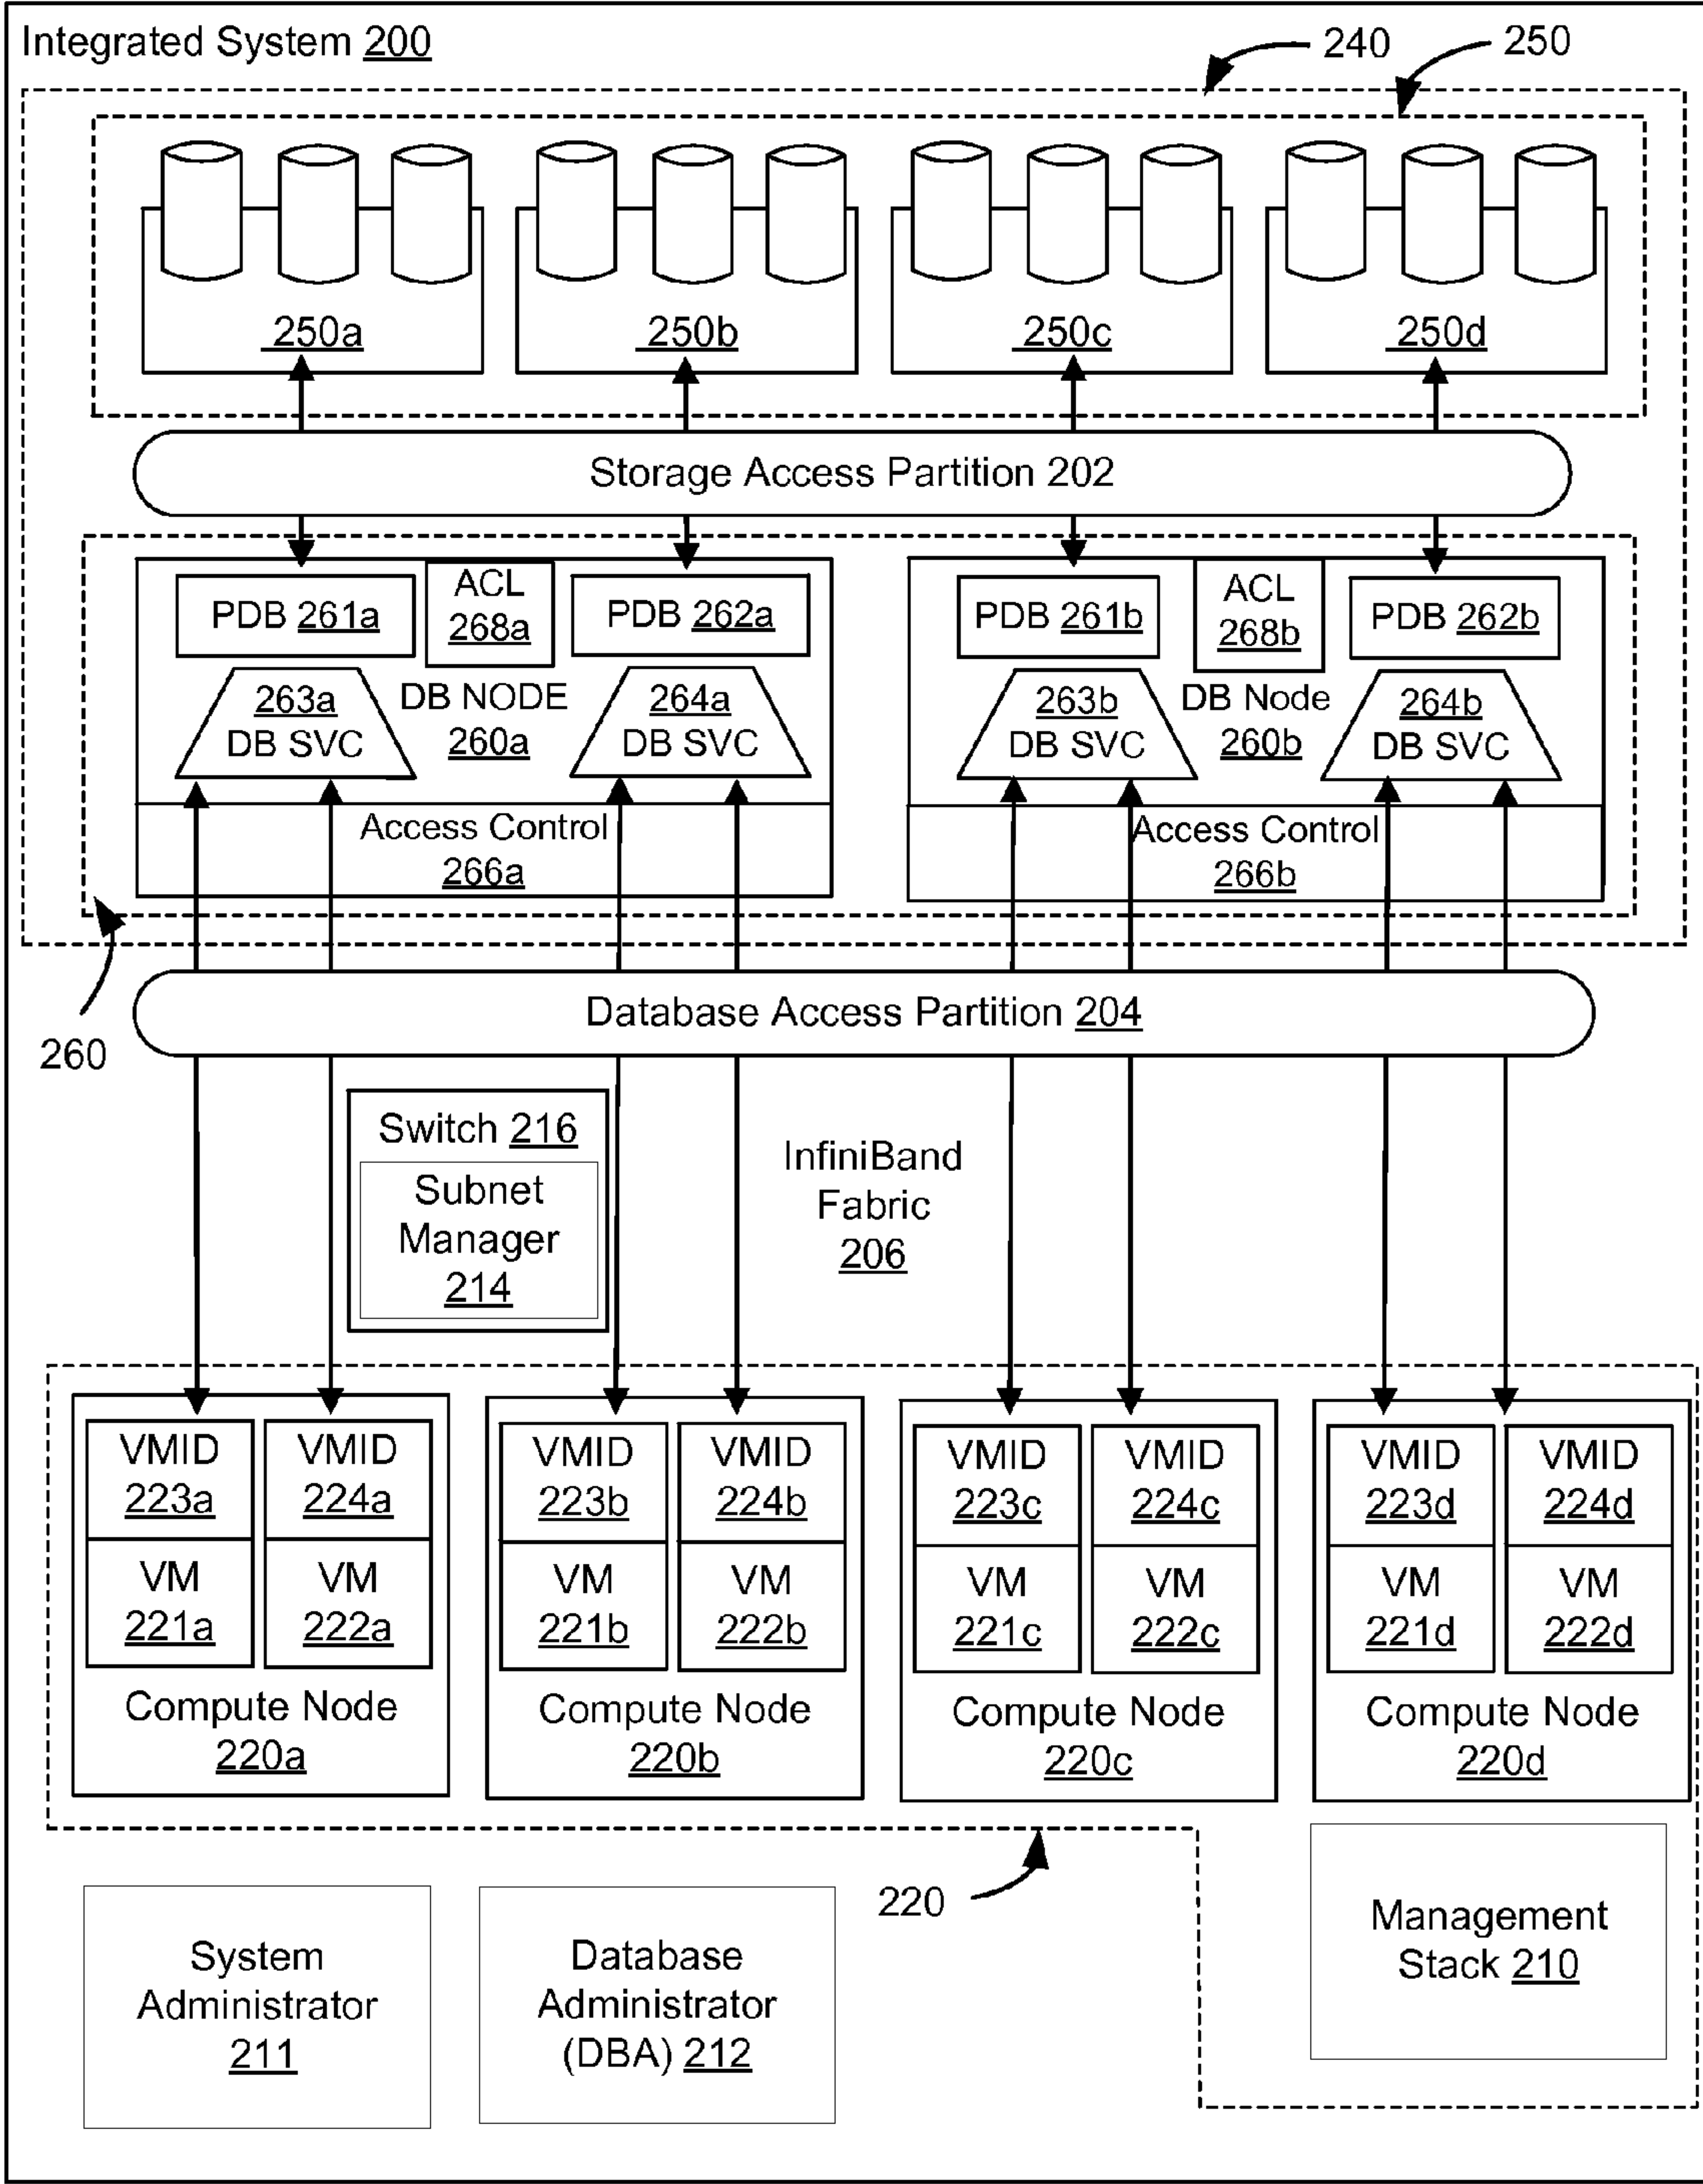 Integrated System 200
240
250
250a
250b
250c
250d
Storage Access Partition 202
PDB 261a
ACL
268a
PDB 262a
263a
DB SVC
DB NODE
260a
264a
DB SVC
Access Control
266a
PDB 261b
ACL
268b
PDB 262b
263b
DB SVC
DB Node
260b
264b
DB SVC
Access Control
266b
260
Database Access Partition 204
Switch 216
Subnet
Manager
214
InfiniBand
Fabric
206
VMID
223a
VMID
224a
VM
221a
VM
222a
Compute Node
220a
VMID
223b
VMID
224b
VM
221b
VM
222b
Compute Node
220b
VMID
223c
VMID
224c
VM
221c
VM
222c
Compute Node
220c
VMID
223d
VMID
224d
VM
221d
VM
222d
Compute Node
220d
220
System
Administrator
211
Database
Administrator
(DBA) 212
Management
Stack 210